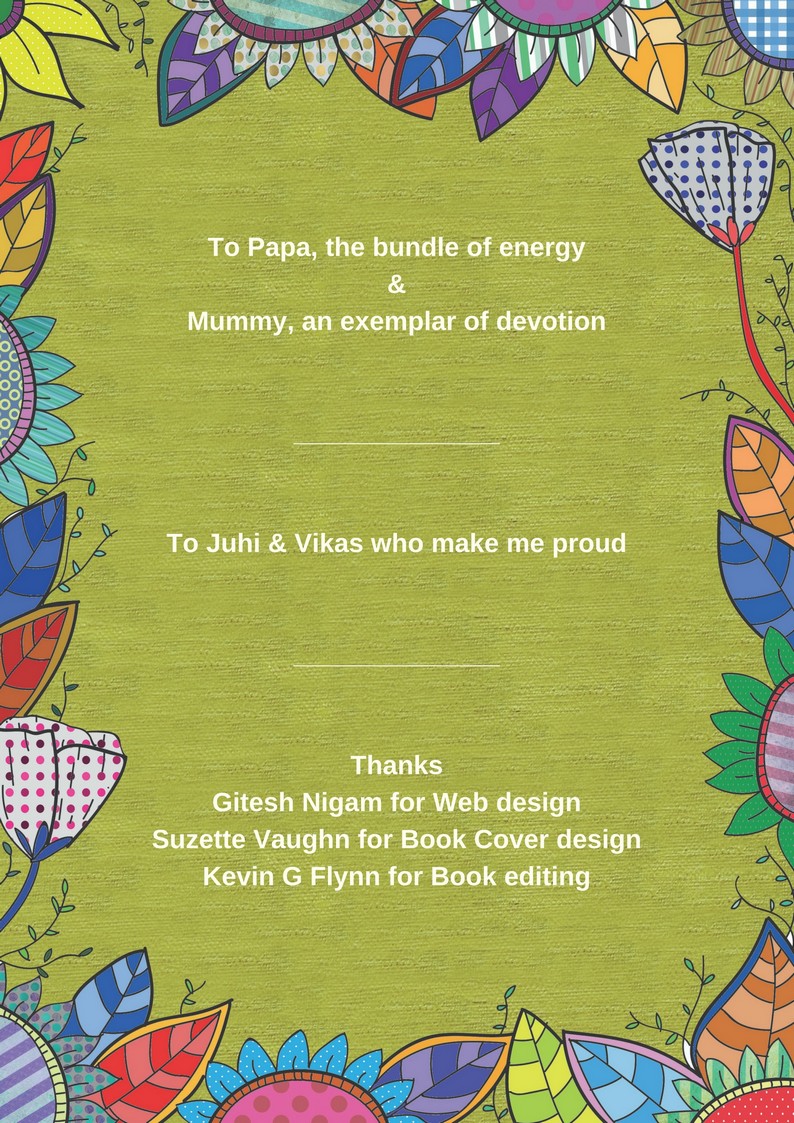 To Papa, the bundle of energy
&
Mummy, an exemplar of devotion
To Juhi & Vikas who make me proud
Thanks
Gitesh Nigam for Web design
Suzette Vaughn for Book Cover design
Kevin G Flynn for Book editing